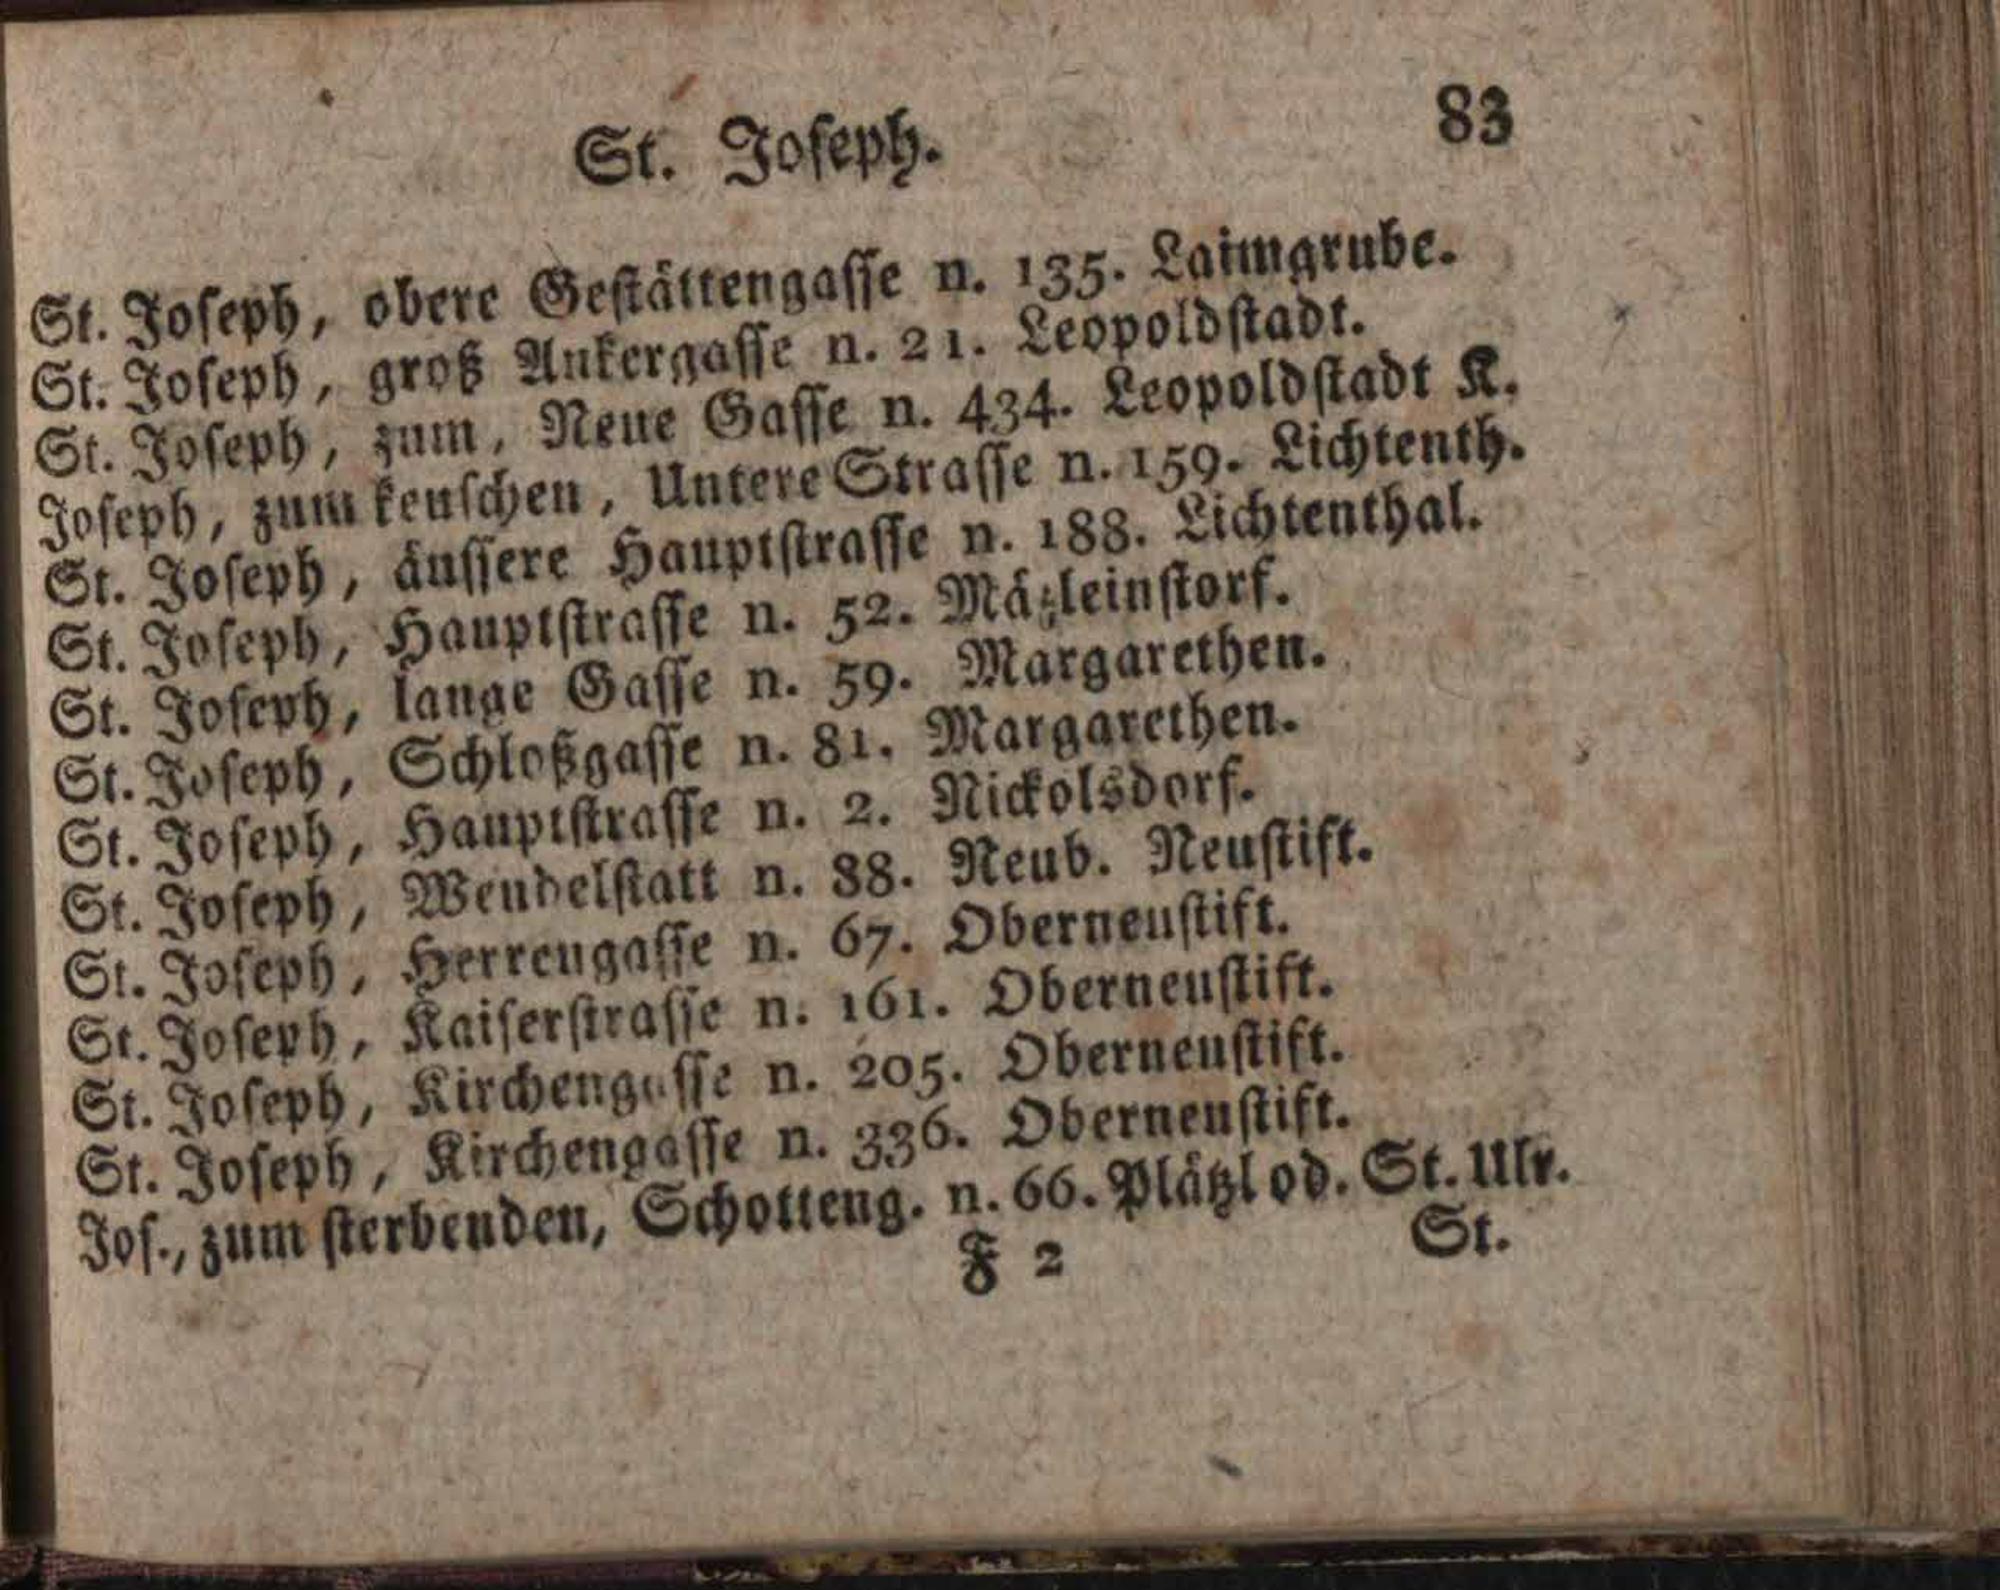 St. Joseph. 83
St. Joseph, obere Gestättengasse n. 135. Laimgrube.
St. Joseph, groß Ankergasse n. 21. Leopoldstadt.
St. Joseph, zum, Neue Gasse n. 434. Leopoldstadt K.
Joseph, zum keuschen, Untere Strasse n. 159. Lichtenth.
St. Joseph, äussere Hauptstrasse n. 188. Lichtenthal.
St. Joseph, Hauptstrasse n. 52. Mäzleinstorf.
St. Joseph, lange Gasse n. 59. Margarethen.
St. Joseph, Schloßgasse n. 81. Margarethen.
St. Joseph, Hauptstrasse n. 2. Nickolsdorf.
St. Joseph, Wendelstatt n. 88. Neub. Neustift.
St. Joseph, Herrengasse n. 67. Oberneustift.
St. Joseph, Kaiserstrasse n. 161. Oberneustift.
St. Joseph, Kirchengasse n. 205. Oberneustift.
St. Joseph, Kirchengasse n. 336. Oberneustift.
Jos., zum sterbenden, Schotteng. n. 66. Plätzl od. St. Ulr.
F 2 St.